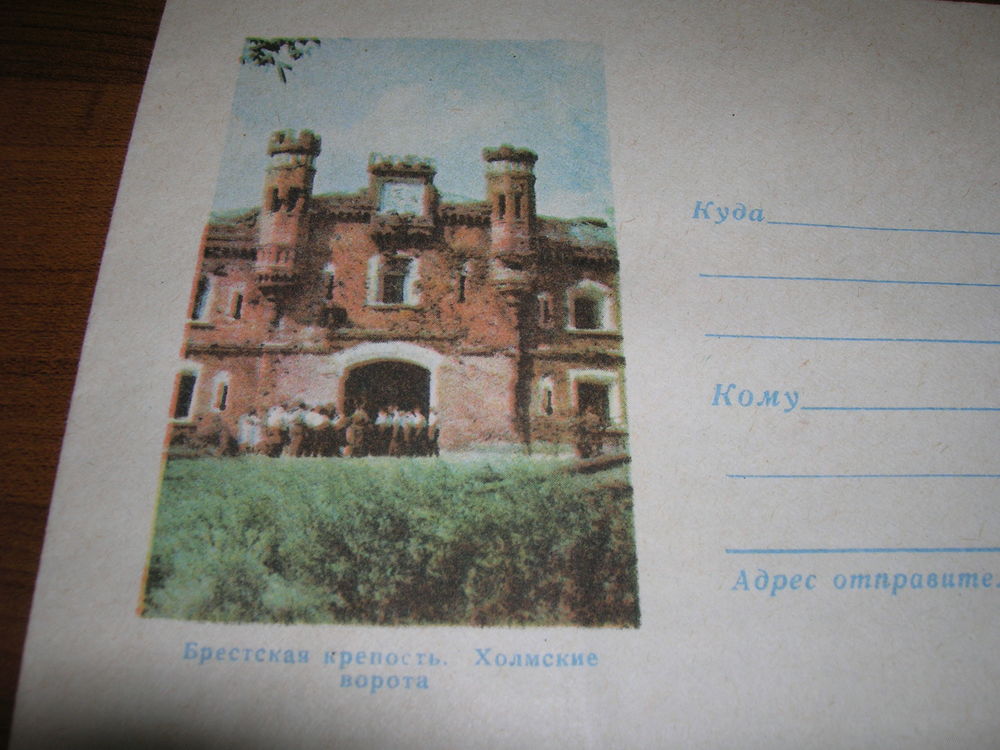 Брестская крепость. Холмские
ворота
Куда
Кому
Адрес отправите